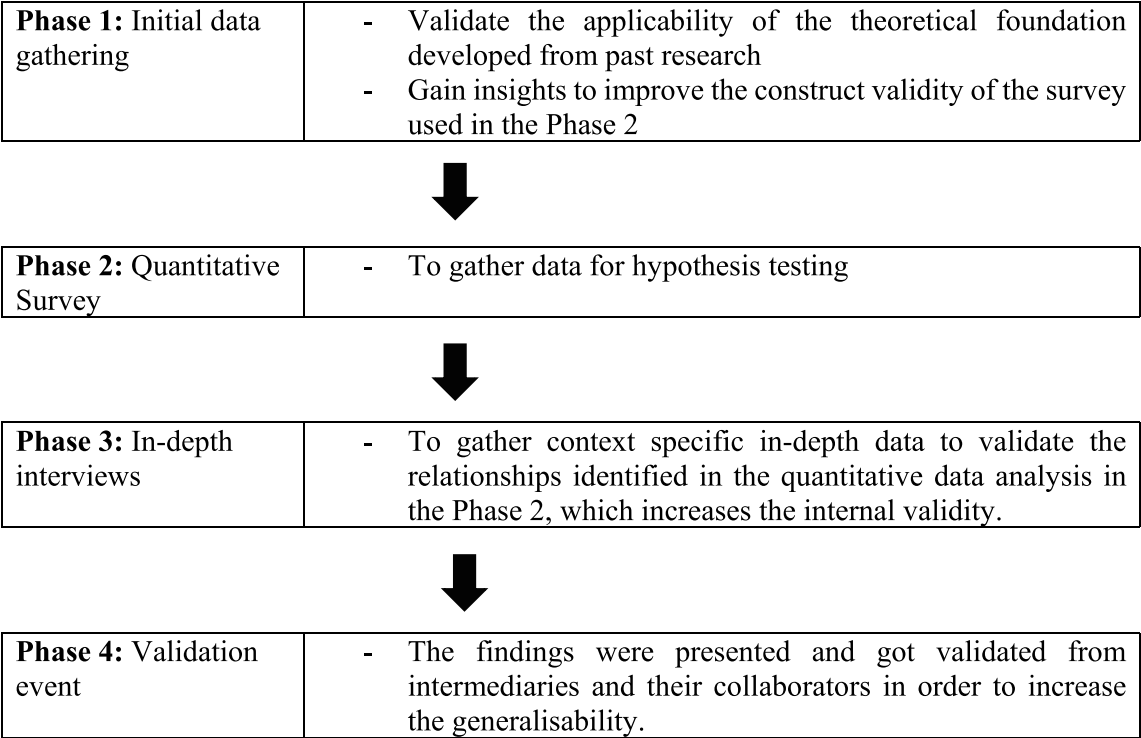 Phase 1: Initial data gathering
- Validate the applicability of the theoretical foundation
developed from past research
- Gain insights to improve the construct validity of the survey
used in the Phase 2
Phase 2: Quantitative
Survey
- To gather data for hypothesis testing
Phase 3: In-depth
interviews
- To gather context specific in-depth data to validate the
relationships identified in the quantitative data analysis in
the Phase 2, which increases the internal validity.
Phase 4: Validation
event
- The findings were presented and got validated from
intermediaries and their collaborators in order to increase
the generalisability.